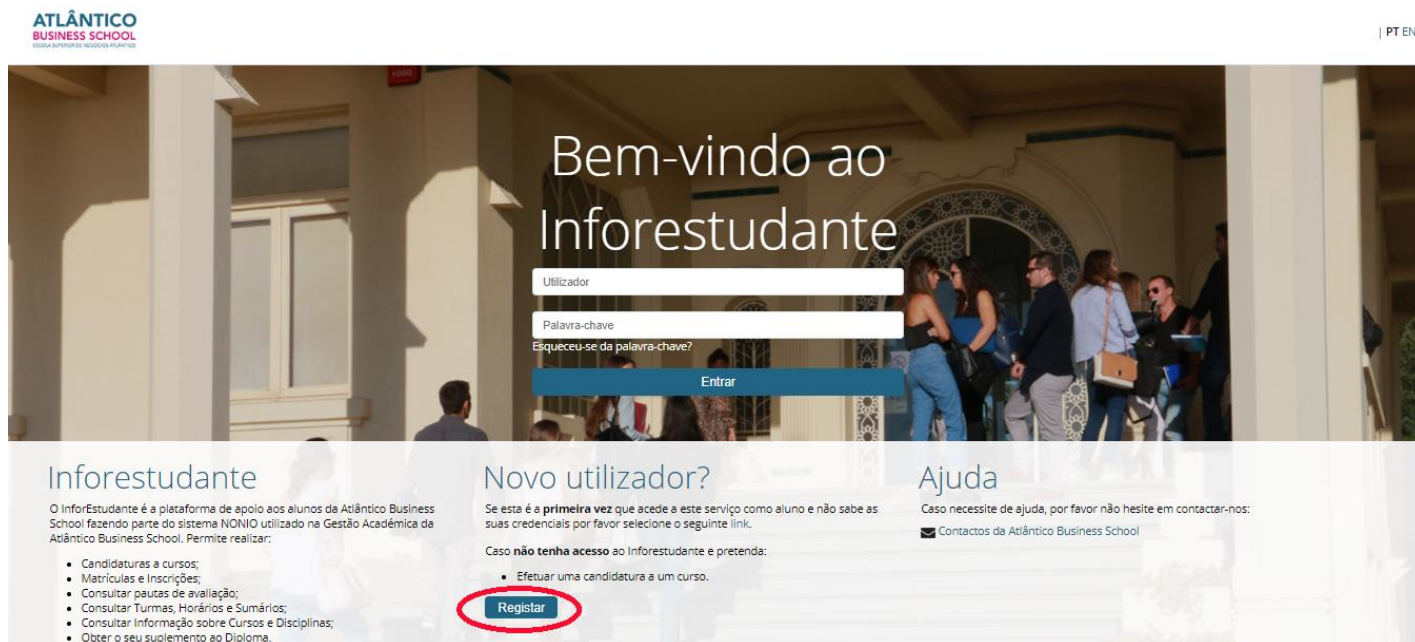 ATLÂNTICO
BUSINESS SCHOOL
ESCOLA SUPERIOR DE NEGÓCIOS ATLÂNTICO
| PT EN
Bem-vindo ao
Inforestudante
Utilizador
Palavra-chave
Esqueceu-se da palavra-chave?
Entrar
Inforestudante
O InforEstudante é a plataforma de apoio aos alunos da Atlântico Business
School fazendo parte do sistema NONIO utilizado na Gestão Académica da
Atlântico Business School. Permite realizar:
• Candidaturas a cursos;
• Matrículas e Inscrições;
• Consultar pautas de avaliação;
• Consultar Turmas, Horários e Sumários;
• Consultar Informação sobre Cursos e Disciplinas;
• Obter o seu suplemento ao Diploma.
Novo utilizador?
Se esta é a primeira vez que acede a este serviço como aluno e não sabe as
suas credenciais por favor selecione o seguinte link.
Caso não tenha acesso ao Inforestudante e pretenda:
• Efetuar uma candidatura a um curso.
Registar
Ajuda
Caso necessite de ajuda, por favor não hesite em contactar-nos:
Contactos da Atlântico Business School